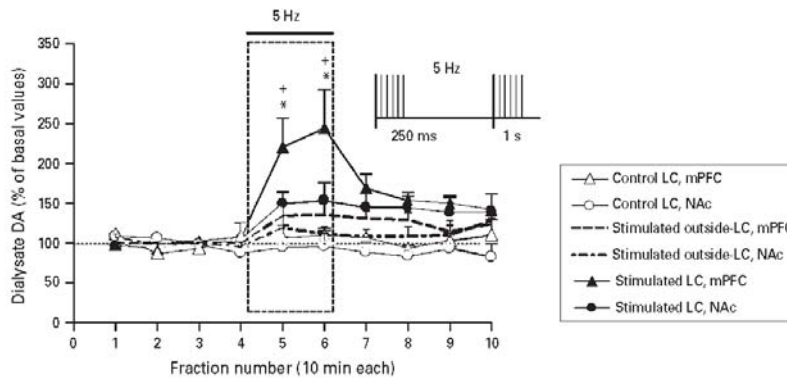 5 Hz
350
300
250
200
150
100
50
0
Dialysate DA (% of basal values)
+
*
+
*
5 Hz
250 ms
1 s
0 1 2 3 4 5 6 7 8 9 10
Fraction number (10 min each)
Control LC, mPFC
Control LC, NAc
Stimulated outside-LC, mPFC
Stimulated outside-LC, NAc
Stimulated LC, mPFC
Stimulated LC, NAc